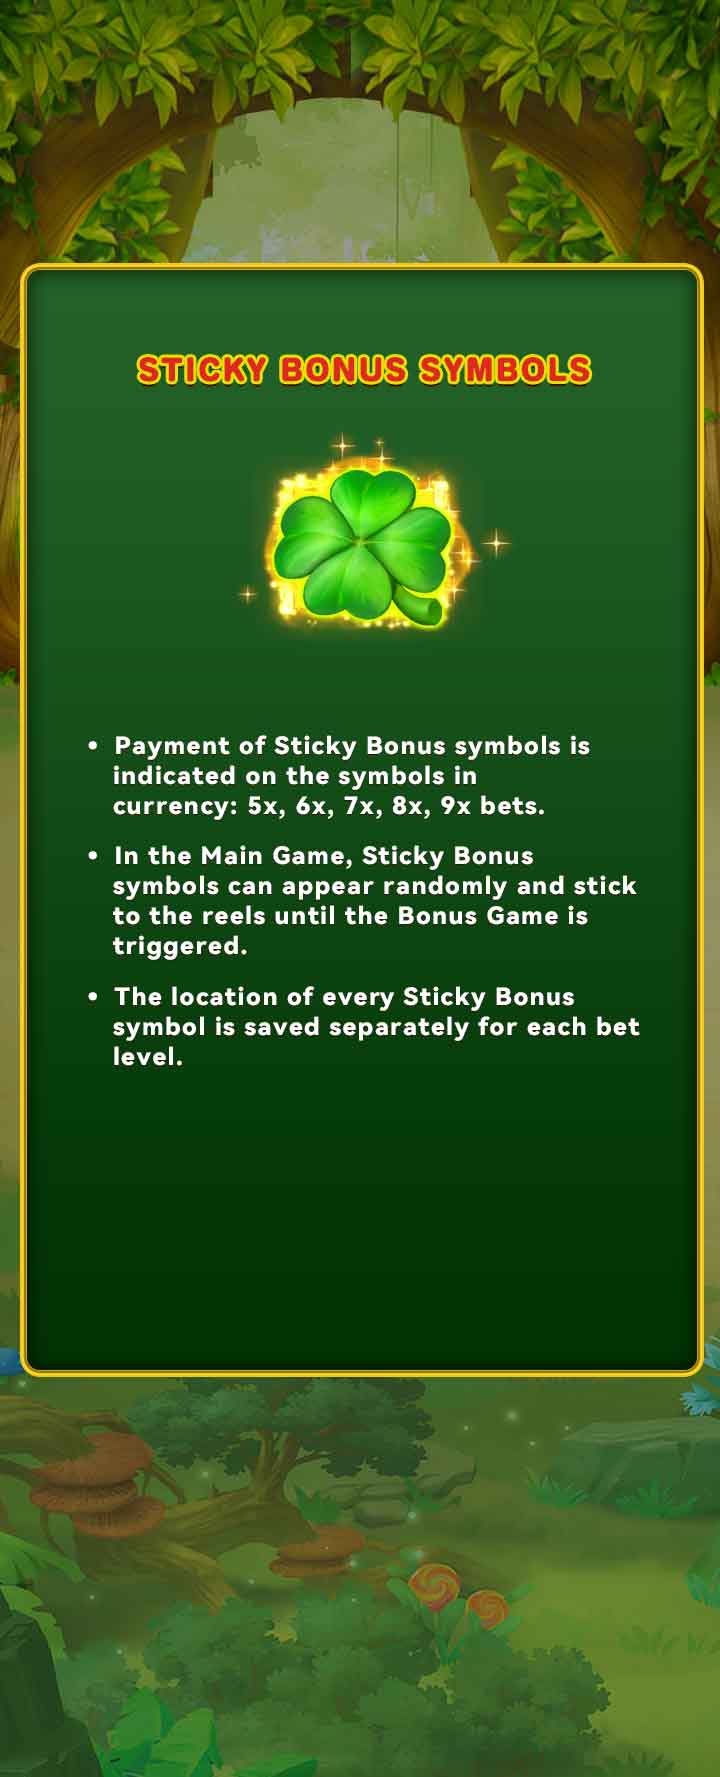 STICKY BONUS SYMBOLS
• Payment of Sticky Bonus symbols is
indicated on the symbols in
currency: 5x, 6x, 7x, 8x, 9x bets.
• In the Main Game, Sticky Bonus
symbols can appear randomly and stick
to the reels until the Bonus Game is
triggered.
• The location of every Sticky Bonus
symbol is saved separately for each bet
level.